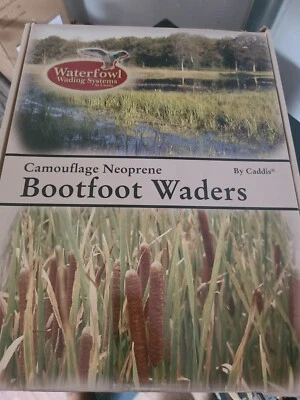 Waterfowl
Wading Systems
Camouflage Neoprene
By Caddis®
Bootfoot Waders